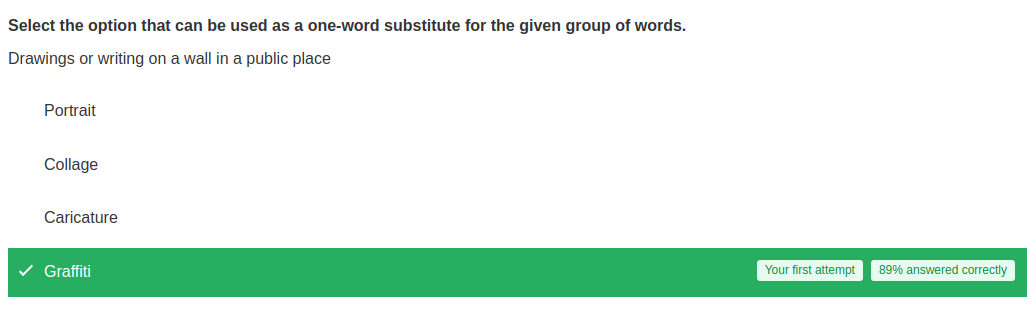 Select the option that can be used as a one-word substitute for the given group of words.
Drawings or writing on a wall in a public place
Portrait
Collage
Caricature
Graffiti Your first attempt 89% answered correctly